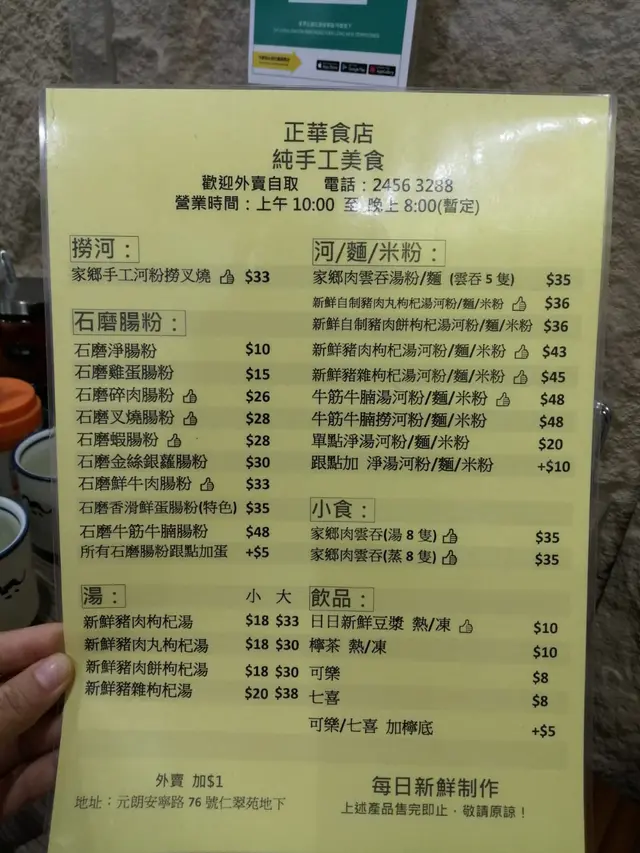 正華食店
純手工美食
歡迎外賣自取 電話：2456 3288
營業時間：上午 10:00 至 晚上 8:00(暫定)
撈河：
家鄉手工河粉撈叉燒 $33
石磨腸粉：
石磨淨腸粉 $10
石磨雞蛋腸粉 $15
石磨碎肉腸粉 $26
石磨叉燒腸粉 $28
石磨蝦腸粉 $28
石磨金絲銀蘿腸粉 $30
石磨鮮牛肉腸粉 $33
石磨香滑鮮蛋腸粉(特色) $35
石磨牛筋牛腩腸粉 $48
所有石磨腸粉跟點加蛋 +$5
湯： 小 大
新鮮豬肉枸杞湯 $18 $33
新鮮豬肉丸枸杞湯 $18 $30
新鮮豬肉餅枸杞湯 $18 $30
新鮮豬雜枸杞湯 $20 $38
河/麵/米粉：
家鄉肉雲吞湯粉/麵 (雲吞 5 隻) $35
新鮮自制豬肉丸枸杞湯河粉/麵/米粉 $36
新鮮自制豬肉餅枸杞湯河粉/麵/米粉 $36
新鮮豬肉枸杞湯河粉/麵/米粉 $43
新鮮豬雜枸杞湯河粉/麵/米粉 $45
牛筋牛腩湯河粉/麵/米粉 $48
牛筋牛腩撈河粉/麵/米粉 $48
單點淨湯河粉/麵/米粉 $20
跟點加 淨湯河粉/麵/米粉 +$10
小食：
家鄉肉雲吞(湯 8 隻) $35
家鄉肉雲吞(蒸 8 隻) $35
飲品：
日日新鮮豆漿 熱/凍 $10
檸茶 熱/凍 $10
可樂 $8
七喜 $8
可樂/七喜 加檸底 +$5
外賣 加$1
地址：元朗安寧路 76 號仁翠苑地下
每日新鮮制作
上述產品售完即止，敬請原諒！